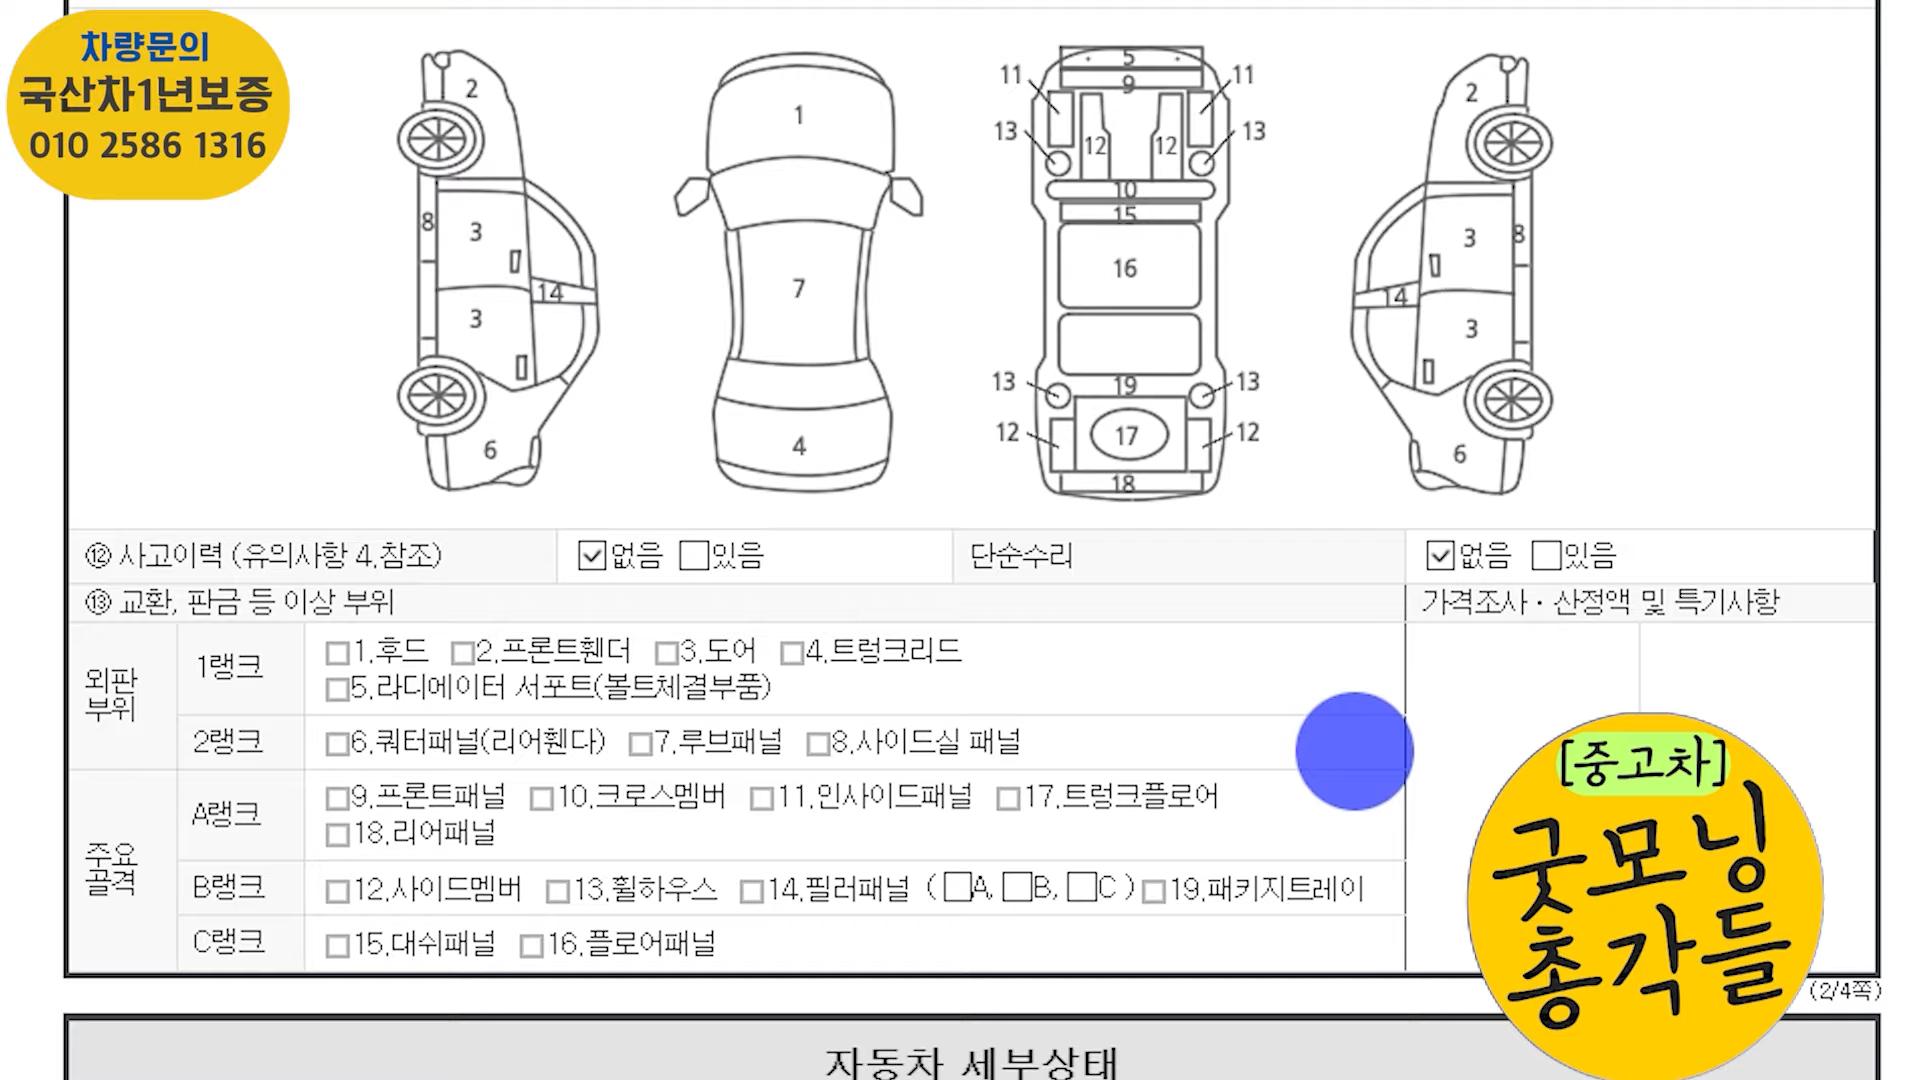 차량문의
국산차1년보증
010 2586 1316
2
8
3
3
14
6
1
7
4
5
9
11
11
13
13
12
12
10
15
16
19
13
13
12
12
17
18
2
3
8
14
3
6
⑫ 사고이력 (유의사항 4.참조)
없음 있음
단순수리
없음 있음
⑬ 교환, 판금 등 이상 부위
가격조사ㆍ산정액 및 특기사항
외판
부위
1랭크
1.후드 2.프론트휀더 3.도어 4.트렁크리드
5.라디에이터 서포트(볼트체결부품)
2랭크
6.쿼터패널(리어휀다) 7.루브패널 8.사이드실 패널
주요
골격
A랭크
9.프론트패널 10.크로스멤버 11.인사이드패널 17.트렁크플로어
18.리어패널
B랭크
12.사이드멤버 13.휠하우스 14.필러패널 ( A, B, C ) 19.패키지트레이
C랭크
15.대쉬패널 16.플로어패널
[중고차]
굿모닝
총각들
(2/4쪽)
자동차 세부상태